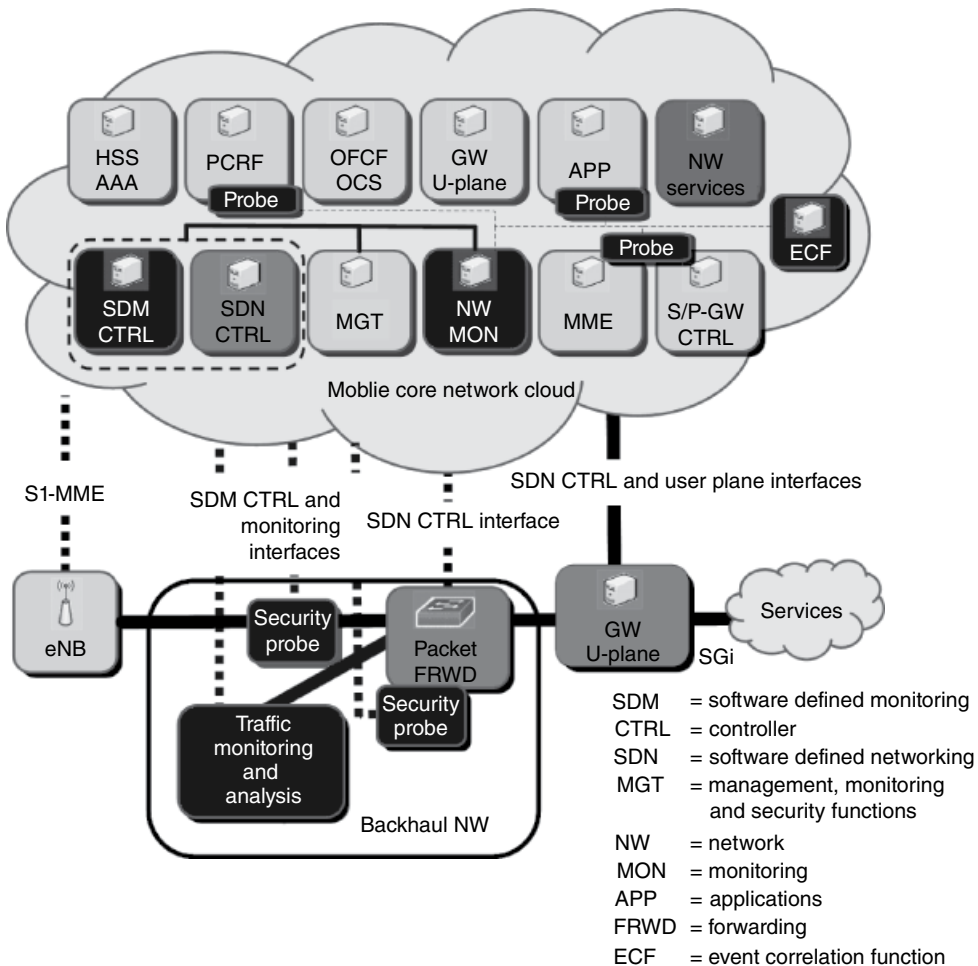 HSS
AAA
PCRF
OFCF
OCS
GW
U-plane
APP
NW
services
Probe
Probe
Probe
ECF
SDM
CTRL
SDN
CTRL
MGT
NW
MON
MME
S/P-GW
CTRL
Moblie core network cloud
S1-MME
SDM CTRL and
monitoring
interfaces
SDN CTRL interface
SDN CTRL and user plane interfaces
eNB
Security
probe
Packet
FRWD
Security
probe
Traffic
monitoring
and
analysis
Backhaul NW
GW
U-plane
SGi
Services
SDM = software defined monitoring
CTRL = controller
SDN = software defined networking
MGT = management, monitoring
and security functions
NW = network
MON = monitoring
APP = applications
FRWD = forwarding
ECF = event correlation function